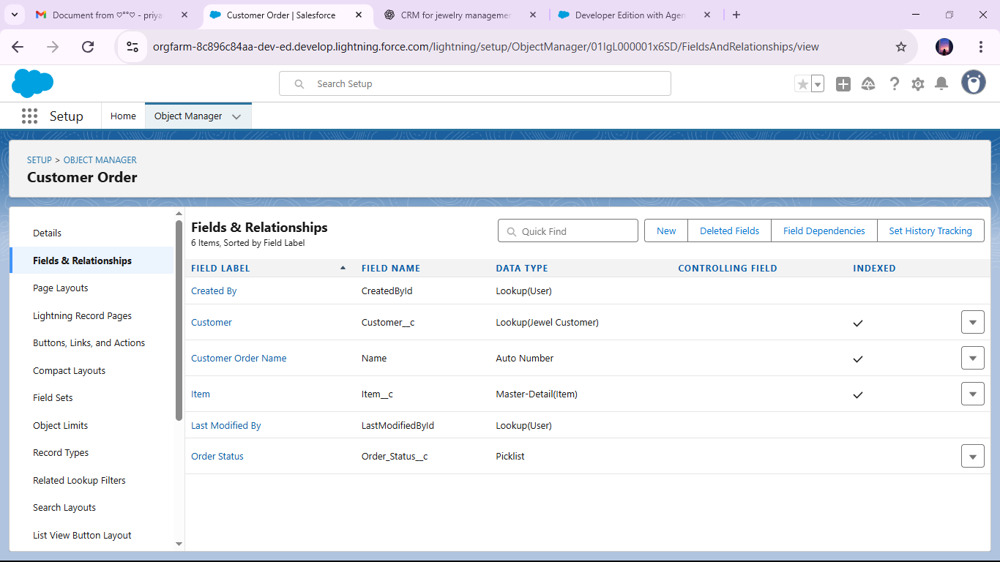 Document from ♡°°♡ - priya
Customer Order | Salesforce
CRM for jewelry managemen
Developer Edition with Agen
orgfarm-8c896c84aa-dev-ed.develop.lightning.force.com/lightning/setup/ObjectManager/01IgL000001x6SD/FieldsAndRelationships/view
Search Setup
Setup
Home
Object Manager
SETUP > OBJECT MANAGER
Customer Order
Details
Fields & Relationships
Page Layouts
Lightning Record Pages
Buttons, Links, and Actions
Compact Layouts
Field Sets
Object Limits
Record Types
Related Lookup Filters
Search Layouts
List View Button Layout
Fields & Relationships
6 Items, Sorted by Field Label
Quick Find
New
Deleted Fields
Field Dependencies
Set History Tracking
FIELD LABEL FIELD NAME DATA TYPE CONTROLLING FIELD INDEXED
Created By CreatedById Lookup(User)
Customer Customer__c Lookup(Jewel Customer)
Customer Order Name Name Auto Number
Item Item__c Master-Detail(Item)
Last Modified By LastModifiedById Lookup(User)
Order Status Order_Status__c Picklist